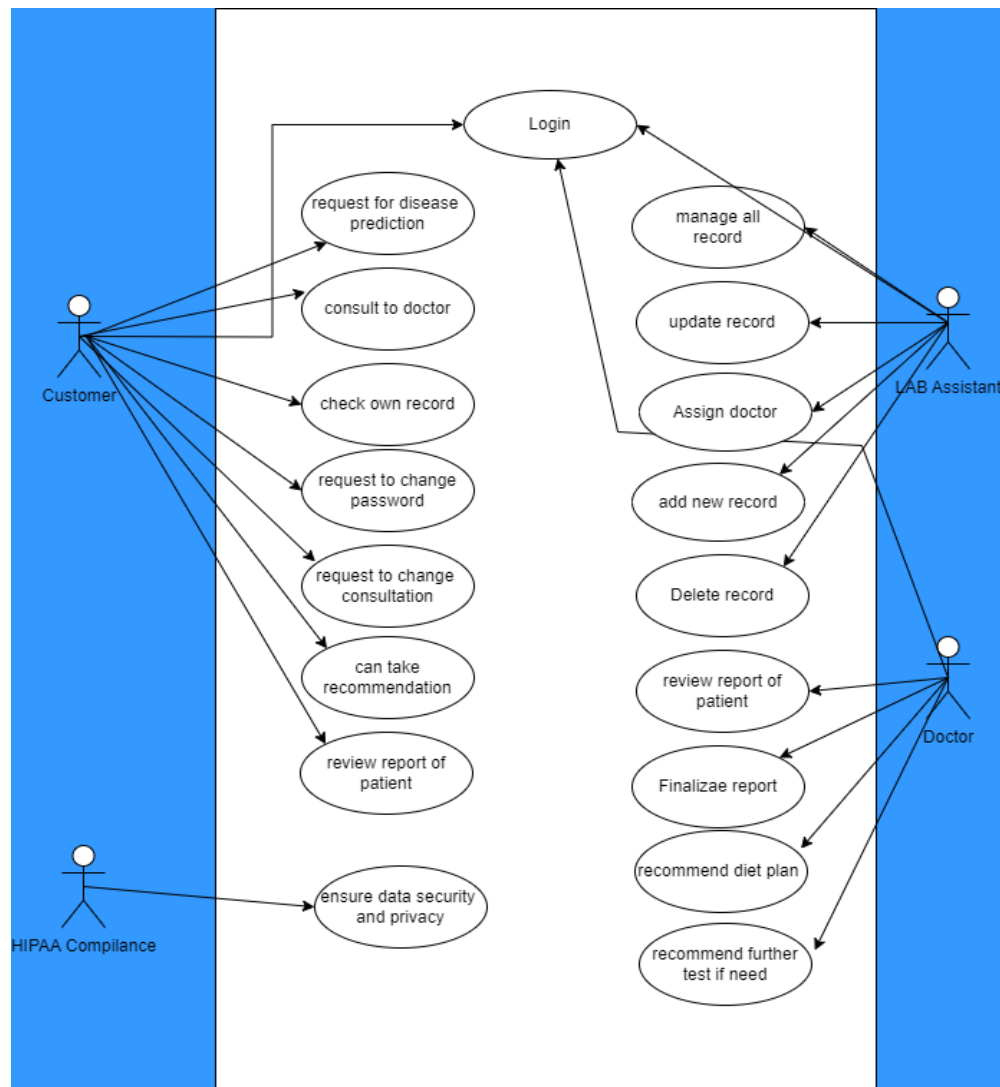 Login
request for disease
prediction
manage all
record
consult to doctor
update record
Customer
LAB Assistant
check own record
Assign doctor
request to change
password
add new record
request to change
consultation
Delete record
can take
recommendation
review report of
patient
Doctor
review report of
patient
Finalizae report
recommend diet plan
ensure data security
and privacy
HIPAA Compilance
recommend further
test if need